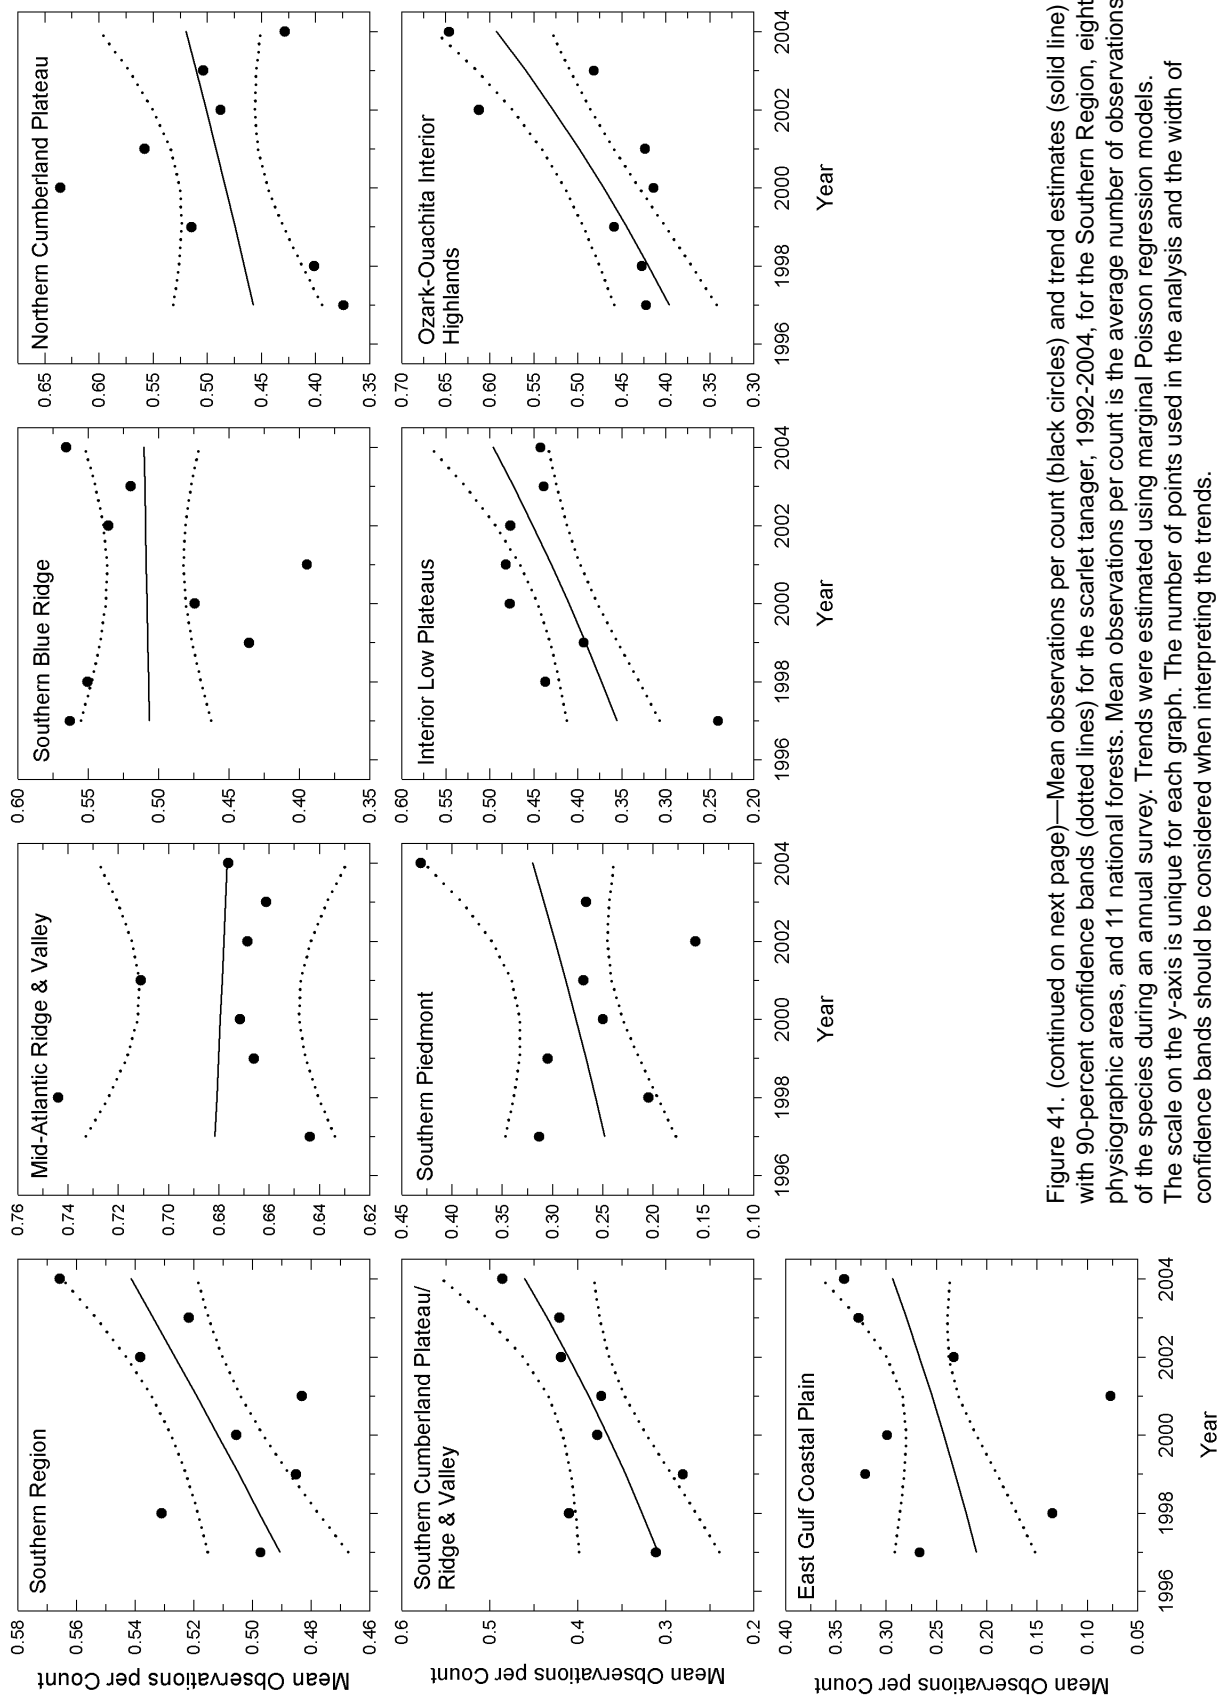 Southern Region
Mean Observations per Count
0.58
0.56
0.54
0.52
0.50
0.48
0.46
Mid-Atlantic Ridge & Valley
0.76
0.74
0.72
0.70
0.68
0.66
0.64
0.62
Southern Blue Ridge
0.60
0.55
0.50
0.45
0.40
0.35
Northern Cumberland Plateau
0.65
0.60
0.55
0.50
0.45
0.40
0.35
Southern Cumberland Plateau/
Ridge & Valley
Mean Observations per Count
0.6
0.5
0.4
0.3
0.2
Southern Piedmont
0.45
0.40
0.35
0.30
0.25
0.20
0.15
0.10
1996 1998 2000 2002 2004
Year
Interior Low Plateaus
0.60
0.55
0.50
0.45
0.40
0.35
0.30
0.25
0.20
1996 1998 2000 2002 2004
Year
Ozark-Ouachita Interior
Highlands
0.70
0.65
0.60
0.55
0.50
0.45
0.40
0.35
0.30
1996 1998 2000 2002 2004
Year
East Gulf Coastal Plain
Mean Observations per Count
0.40
0.35
0.30
0.25
0.20
0.15
0.10
0.05
1996 1998 2000 2002 2004
Year
Figure 41. (continued on next page)—Mean observations per count (black circles) and trend estimates (solid line)
with 90-percent confidence bands (dotted lines) for the scarlet tanager, 1992-2004, for the Southern Region, eight
physiographic areas, and 11 national forests. Mean observations per count is the average number of observations
of the species during an annual survey. Trends were estimated using marginal Poisson regression models.
The scale on the y-axis is unique for each graph. The number of points used in the analysis and the width of
confidence bands should be considered when interpreting the trends.